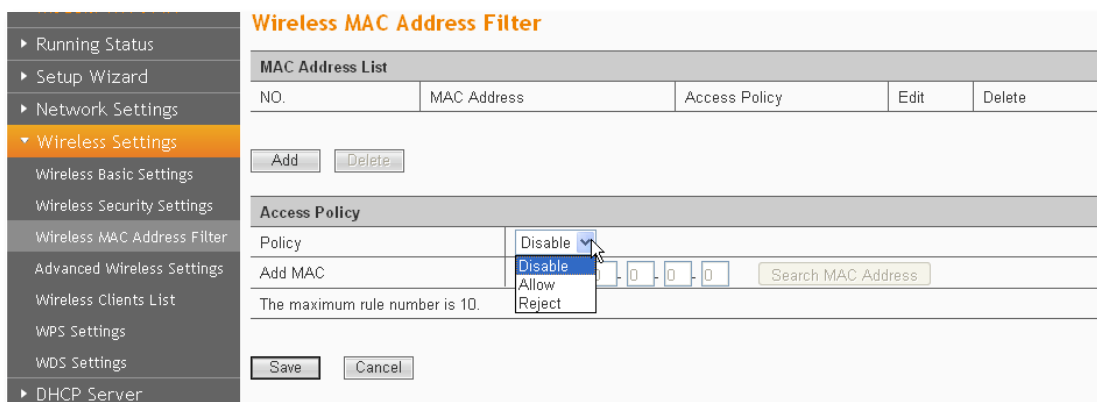 Wireless MAC Address Filter
Running Status
Setup Wizard
Network Settings
Wireless Settings
Wireless Basic Settings
Wireless Security Settings
Wireless MAC Address Filter
Advanced Wireless Settings
Wireless Clients List
WPS Settings
WDS Settings
DHCP Server
MAC Address List
NO. MAC Address Access Policy Edit Delete
Add Delete
Access Policy
Policy Disable
Disable
Allow
Reject
Add MAC 0 - 0 - 0 - 0 Search MAC Address
The maximum rule number is 10.
Save Cancel